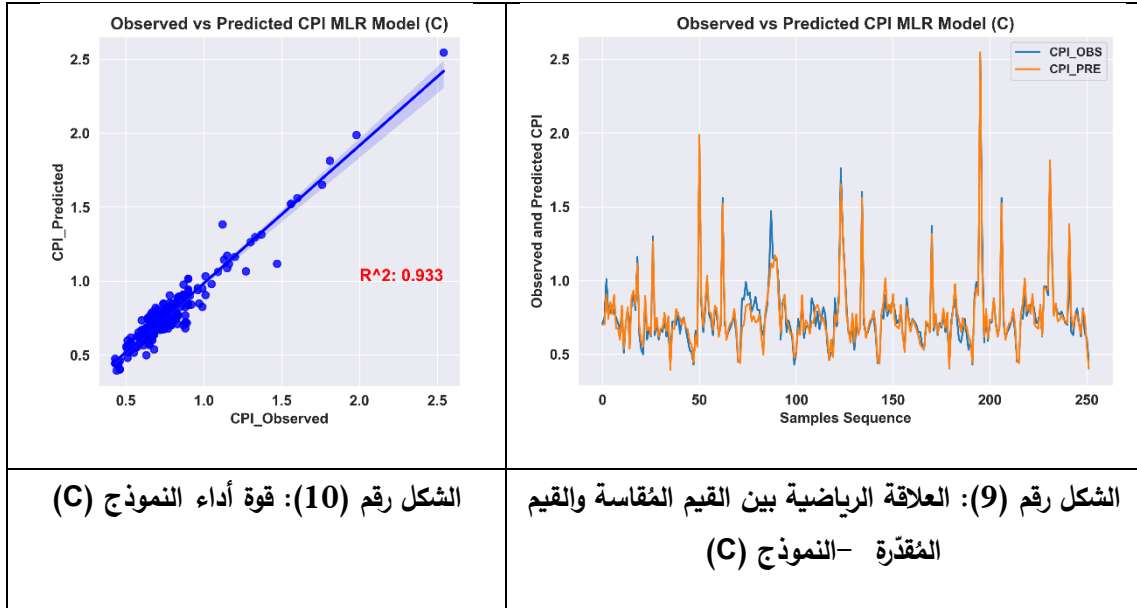 Observed vs Predicted CPI MLR Model (C)
2.5
2.0
1.5
1.0
0.5
CPI_Predicted
R^2: 0.933
0.5 1.0 1.5 2.0 2.5
CPI_Observed
الشكل رقم (10): قوة أداء النموذج (C)
Observed vs Predicted CPI MLR Model (C)
CPI_OBS
CPI_PRE
2.5
2.0
1.5
1.0
0.5
Observed and Predicted CPI
0 50 100 150 200 250
Samples Sequence
الشكل رقم (9): العلاقة الرياضية بين القيم المُقاسة والقيم
المُقدّرة –النموذج (C)